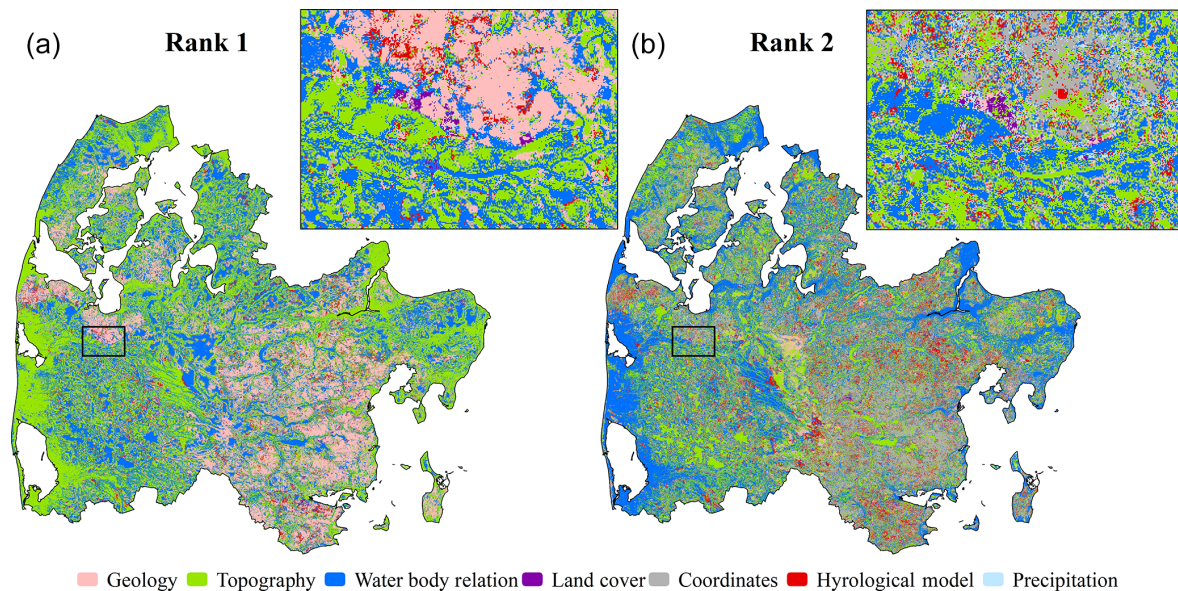 (a) Rank 1
(b) Rank 2
Geology Topography Water body relation Land cover Coordinates Hyrological model Precipitation